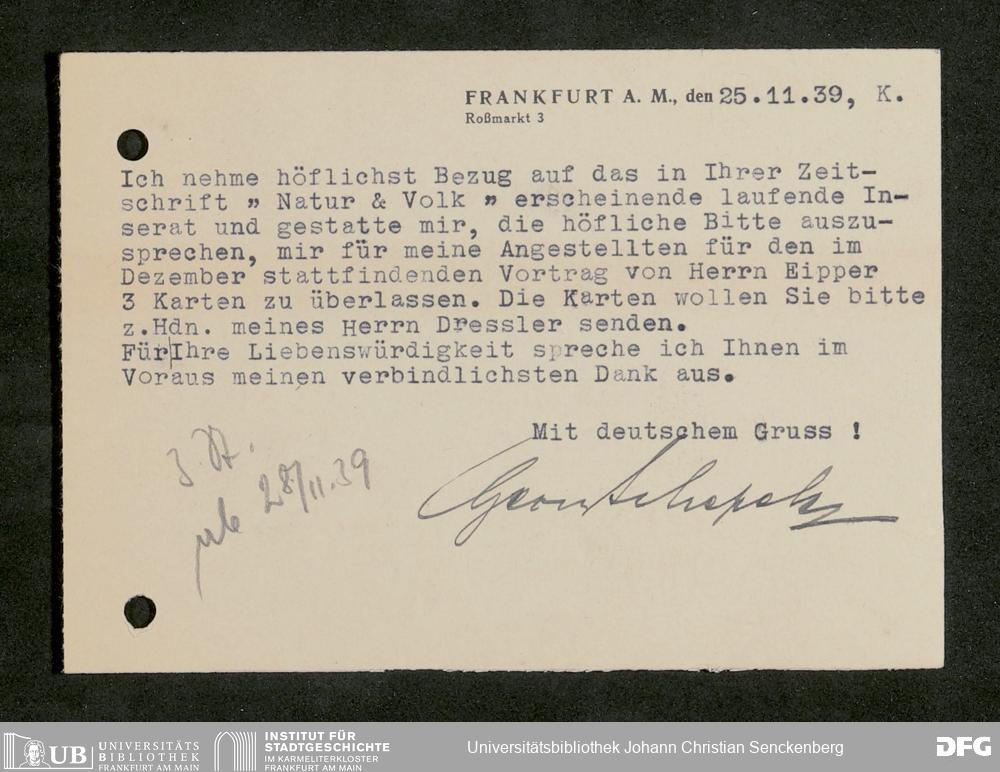 FRANKFURT A. M., den 25.11.39, K.
Roßmarkt 3
Ich nehme höflichst Bezug auf das in Ihrer Zeit-
schrift „ Natur & Volk „ erscheinende laufende In-
serat und gestatte mir, die höfliche Bitte auszu-
sprechen, mir für meine Angestellten für den im
Dezember stattfindenden Vortrag von Herrn Eipper
3 Karten zu überlassen. Die Karten wollen Sie bitte
z.Hdn. meines Herrn Dressler senden.
Für|Ihre Liebenswürdigkeit spreche ich Ihnen im
Voraus meinen verbindlichsten Dank aus.
Mit deutschem Gruss !
3 
28/11.39
UB UNIVERSITÄTS
BIBLIOTHEK
FRANKFURT AM MAIN
INSTITUT FÜR
STADTGESCHICHTE
IM KARMELITERKLOSTER
FRANKFURT AM MAIN
Universitätsbibliothek Johann Christian Senckenberg
DFG